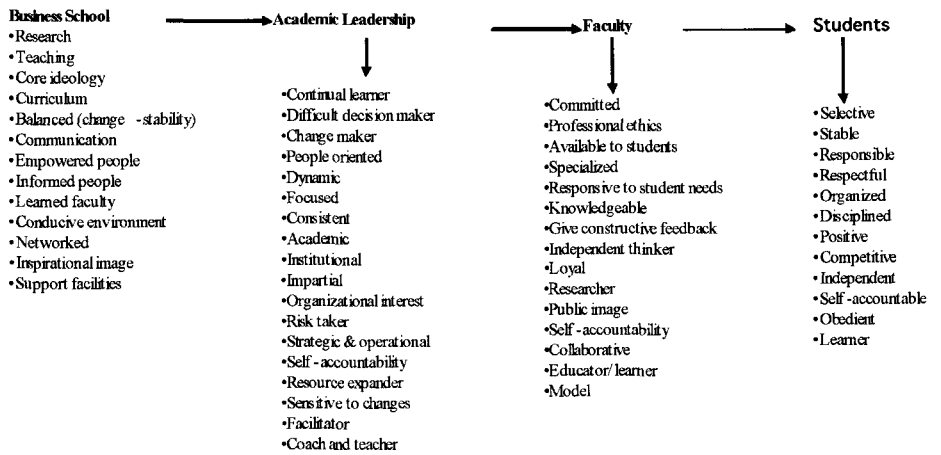 Business School
•Research
•Teaching
•Core ideology
•Curriculum
•Balanced (change -stability)
•Communication
•Empowered people
•Informed people
•Learned faculty
•Conducive environment
•Networked
•Inspirational image
•Support facilities
Academic Leadership
•Continual learner
•Difficult decision maker
•Change maker
•People oriented
•Dynamic
•Focused
•Consistent
•Academic
•Institutional
•Impartial
•Organizational interest
•Risk taker
•Strategic & operational
•Self-accountability
•Resource expander
•Sensitive to changes
•Facilitator
•Coach and teacher
Faculty
•Committed
•Professional ethics
•Available to students
•Specialized
•Responsive to student needs
•Knowledgeable
•Give constructive feedback
•Independent thinker
•Loyal
•Researcher
•Public image
•Self-accountability
•Collaborative
•Educator/learner
•Model
Students
•Selective
•Stable
•Responsible
•Respectful
•Organized
•Disciplined
•Positive
•Competitive
•Independent
•Self-accountable
•Obedient
•Learner